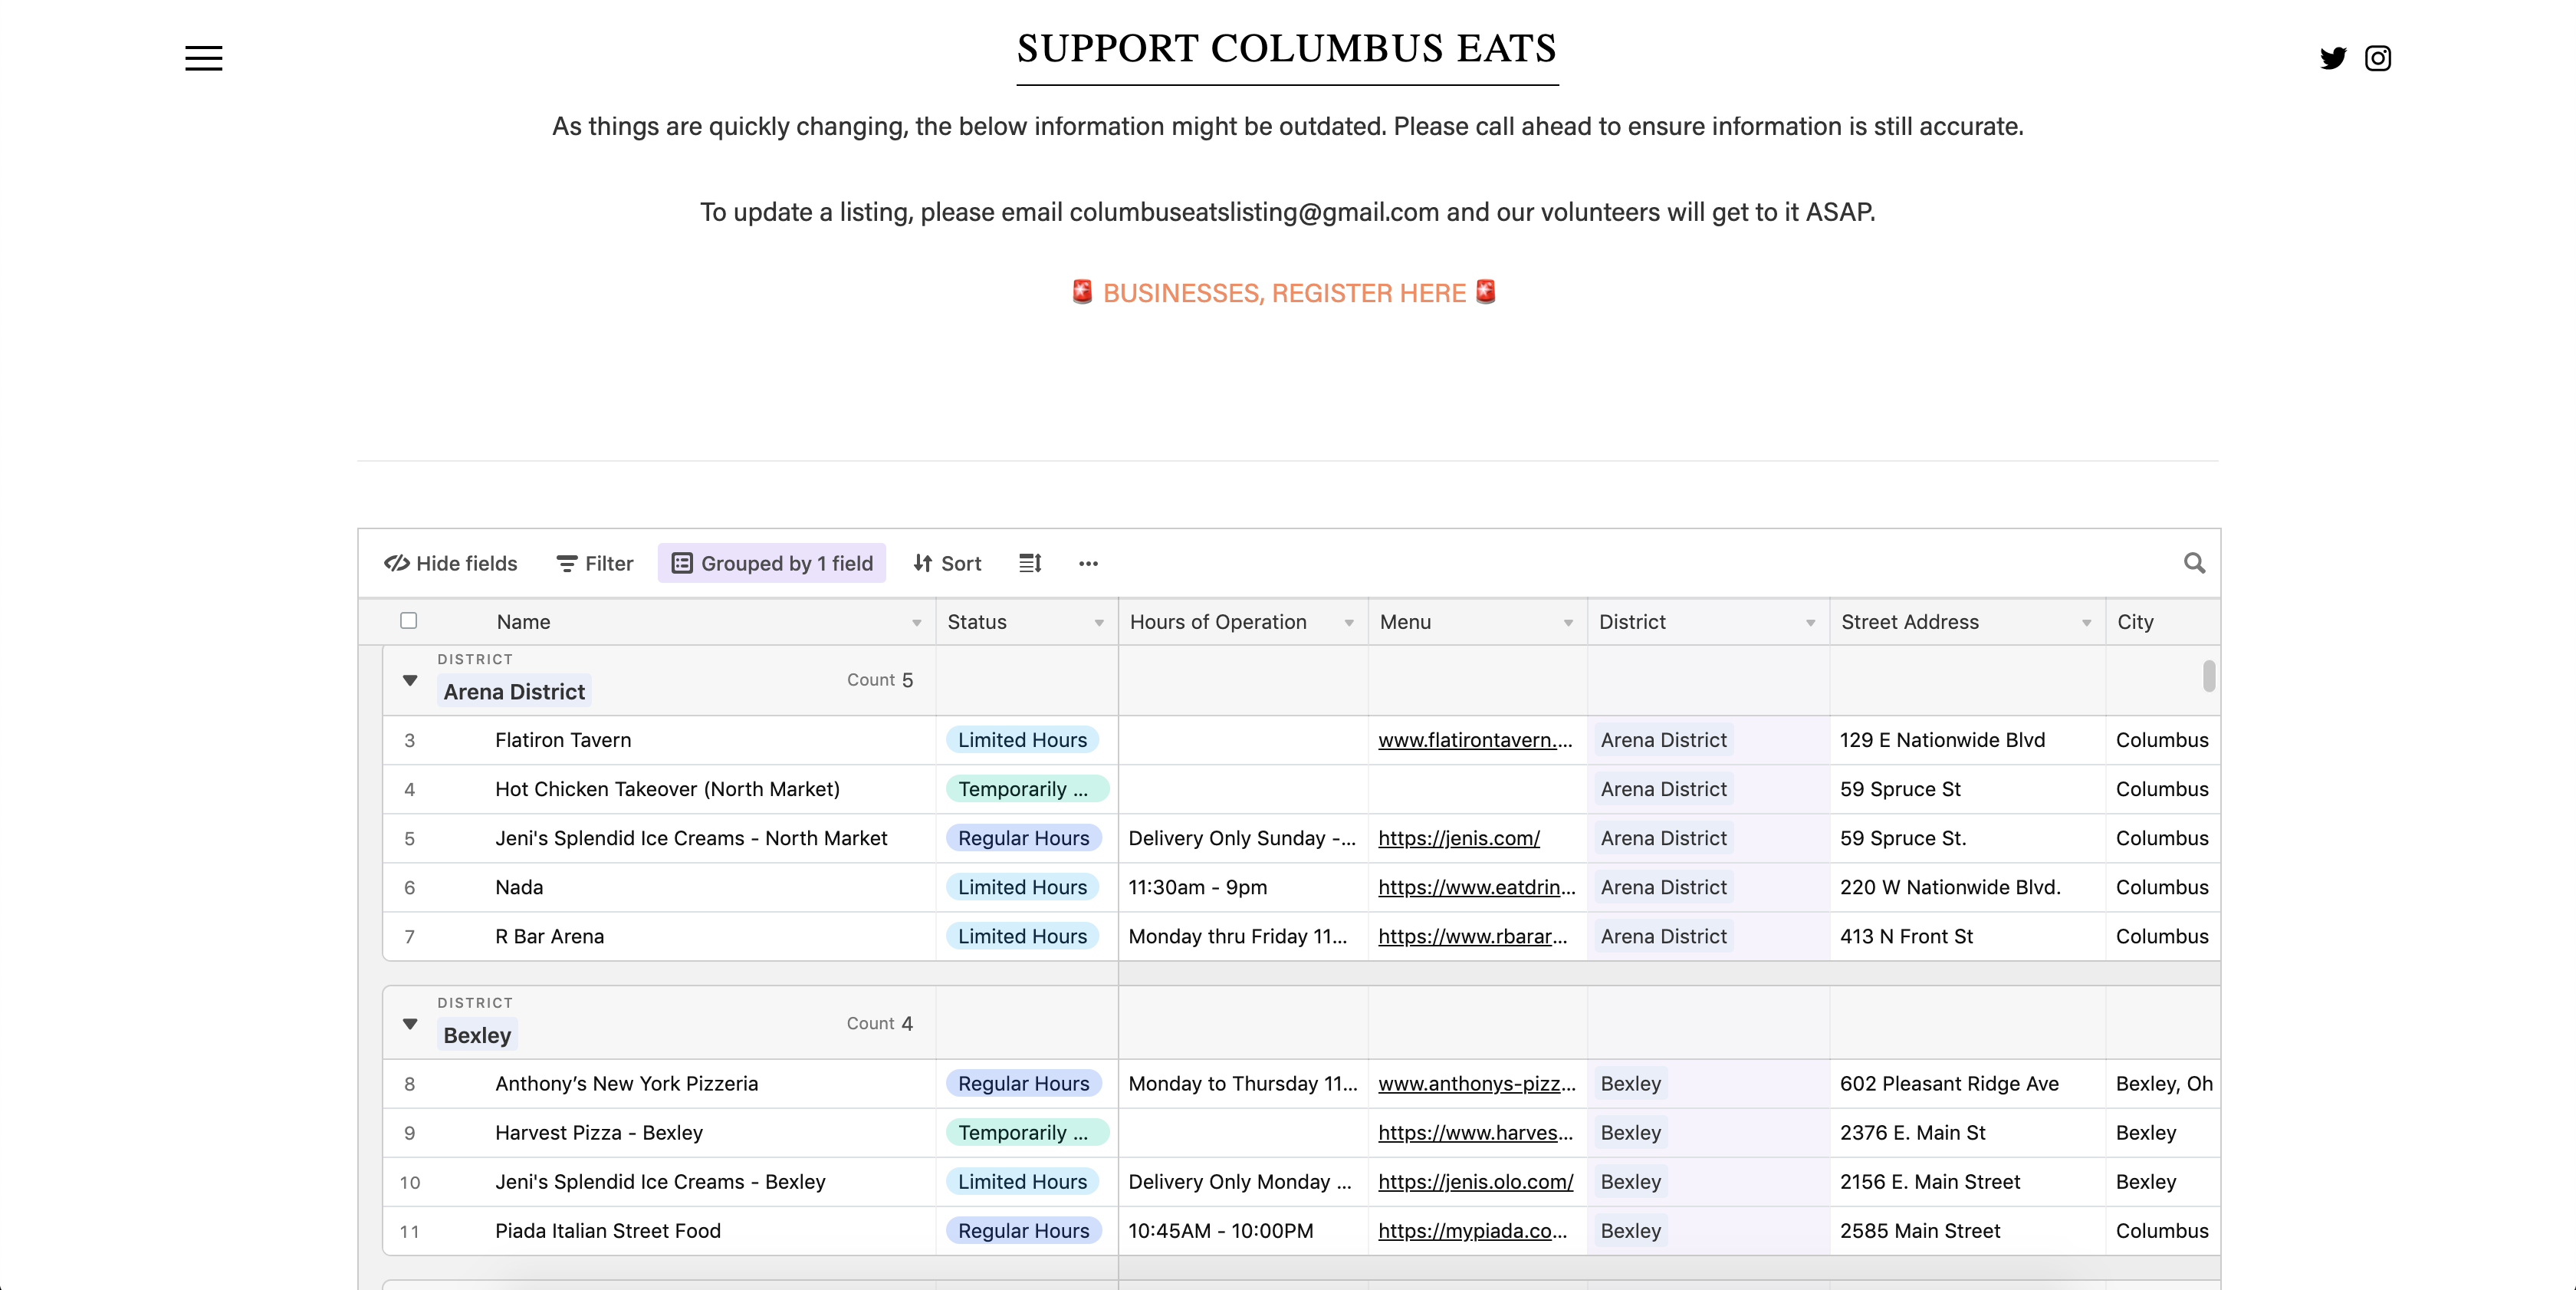 SUPPORT COLUMBUS EATS
As things are quickly changing, the below information might be outdated. Please call ahead to ensure information is still accurate.
To update a listing, please email columbuseatslisting@gmail.com and our volunteers will get to it ASAP.
🚨 BUSINESSES, REGISTER HERE 🚨
Hide fields Filter Grouped by 1 field Sort ...
Name Status Hours of Operation Menu District Street Address City
DISTRICT
Arena District Count 5
3 Flatiron Tavern Limited Hours www.flatirontavern.... Arena District 129 E Nationwide Blvd Columbus
4 Hot Chicken Takeover (North Market) Temporarily ... Arena District 59 Spruce St Columbus
5 Jeni's Splendid Ice Creams - North Market Regular Hours Delivery Only Sunday -... https://jenis.com/ Arena District 59 Spruce St. Columbus
6 Nada Limited Hours 11:30am - 9pm https://www.eatdrin... Arena District 220 W Nationwide Blvd. Columbus
7 R Bar Arena Limited Hours Monday thru Friday 11... https://www.rbarar... Arena District 413 N Front St Columbus
DISTRICT
Bexley Count 4
8 Anthony’s New York Pizzeria Regular Hours Monday to Thursday 11... www.anthonys-pizz... Bexley 602 Pleasant Ridge Ave Bexley, Oh
9 Harvest Pizza - Bexley Temporarily ... https://www.harves... Bexley 2376 E. Main St Bexley
10 Jeni's Splendid Ice Creams - Bexley Limited Hours Delivery Only Monday ... https://jenis.olo.com/ Bexley 2156 E. Main Street Bexley
11 Piada Italian Street Food Regular Hours 10:45AM - 10:00PM https://mypiada.co... Bexley 2585 Main Street Columbus